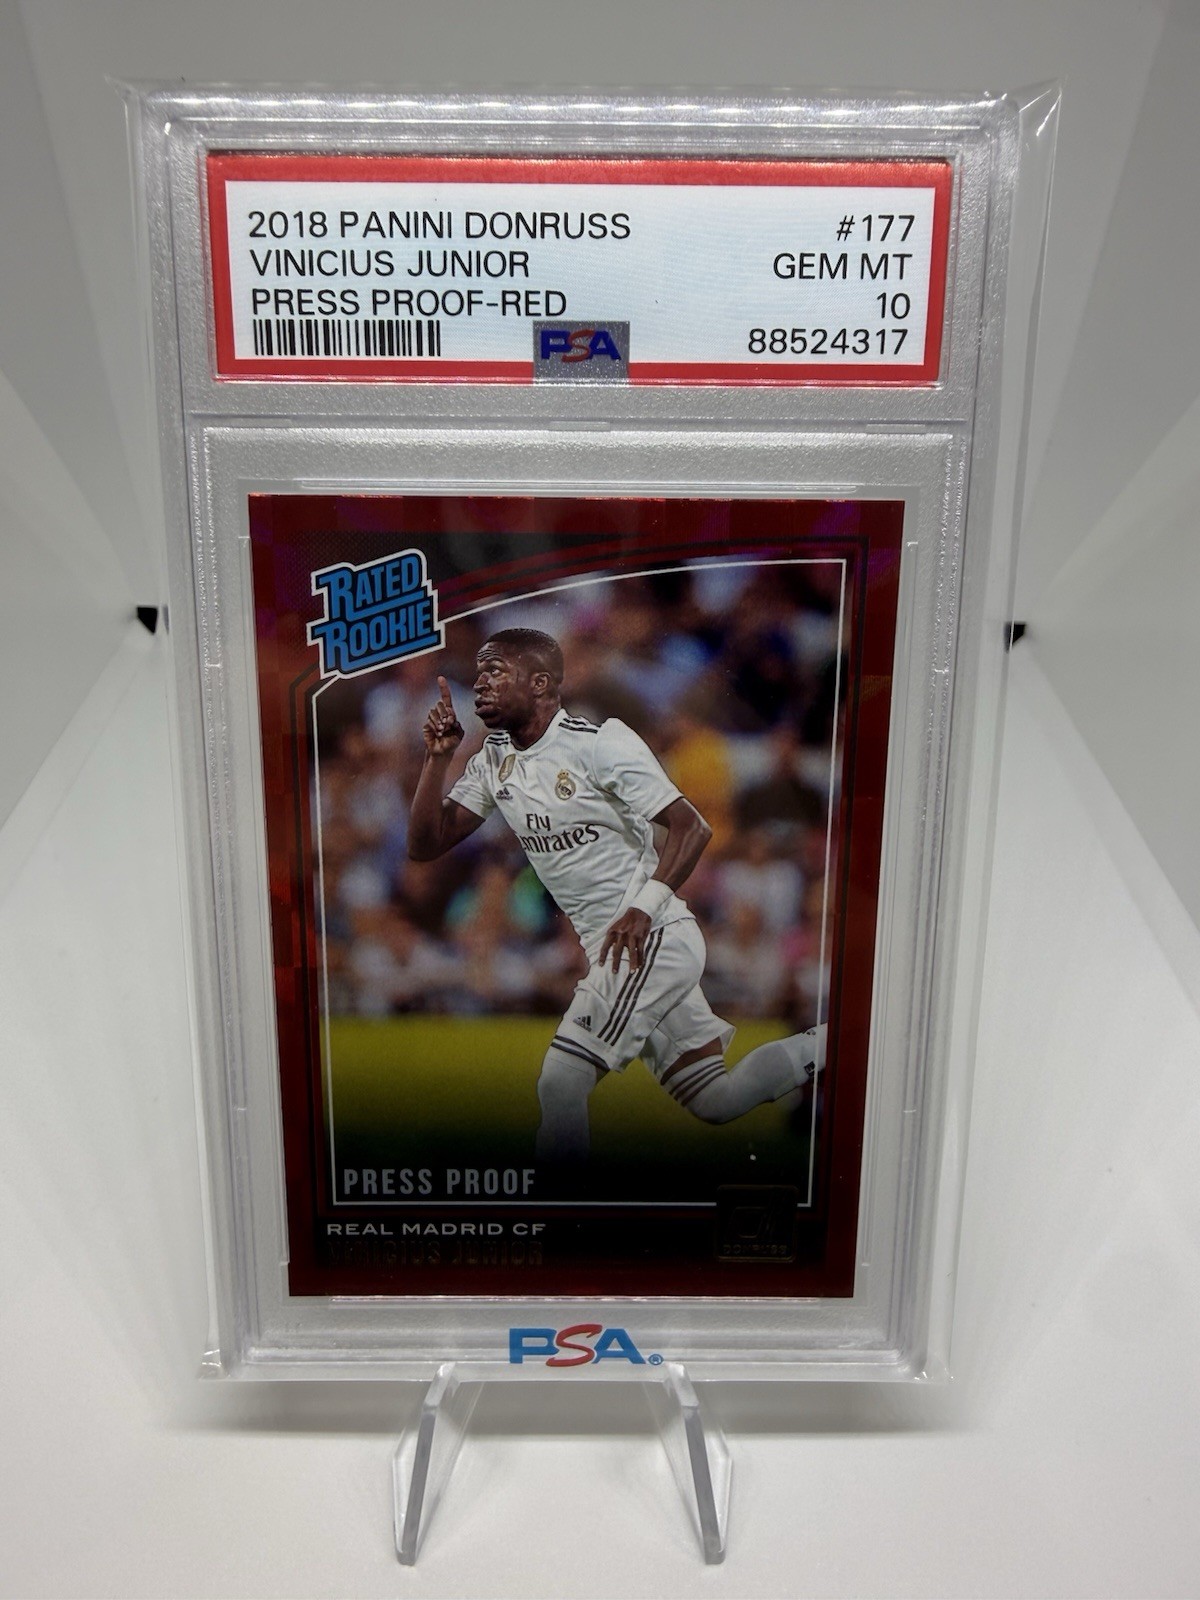 2018 PANINI DONRUSS #177
VINICIUS JUNIOR GEM MT
PRESS PROOF-RED 10
PSA 88524317
RATED
ROOKIE
Fly
Emirates
PRESS PROOF
REAL MADRID CF
VINICIUS JUNIOR
DONRUSS
PSA®